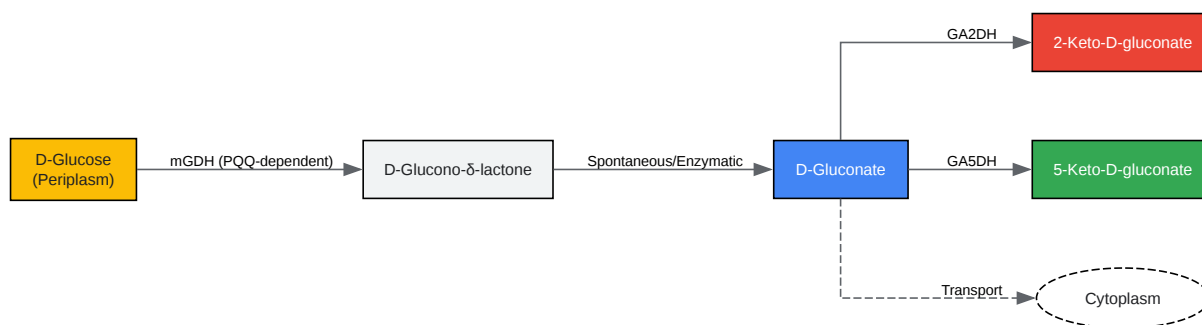 GA2DH
2-Keto-D-gluconate
D-Glucose
(Periplasm)
mGDH (PQQ-dependent)
D-Glucono-δ-lactone
Spontaneous/Enzymatic
D-Gluconate
GA5DH
5-Keto-D-gluconate
Transport
Cytoplasm